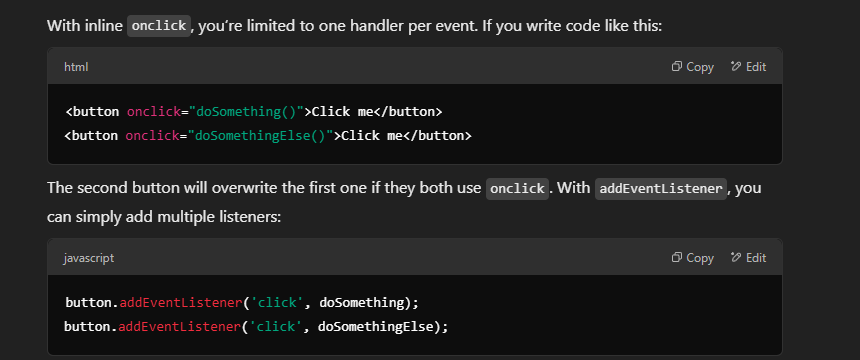 With inline onclick, you're limited to one handler per event. If you write code like this:
html Copy Edit
<button onclick="doSomething()">Click me</button>
<button onclick="doSomethingElse()">Click me</button>
The second button will overwrite the first one if they both use onclick. With addEventListener, you
can simply add multiple listeners:
javascript Copy Edit
button.addEventListener('click', doSomething);
button.addEventListener('click', doSomethingElse);